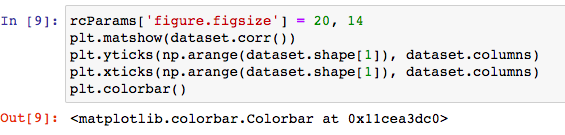 In [9]: rcParams['figure.figsize'] = 20, 14
plt.matshow(dataset.corr())
plt.yticks(np.arange(dataset.shape[1]), dataset.columns)
plt.xticks(np.arange(dataset.shape[1]), dataset.columns)
plt.colorbar()
Out[9]: <matplotlib.colorbar.Colorbar at 0x11cea3dc0>